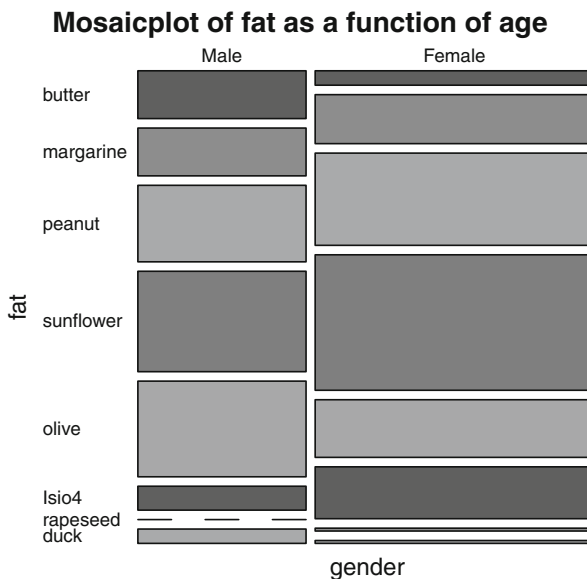 Mosaicplot of fat as a function of age
Male Female
butter
margarine
peanut
sunflower
olive
Isio4
rapeseed
duck
fat
gender